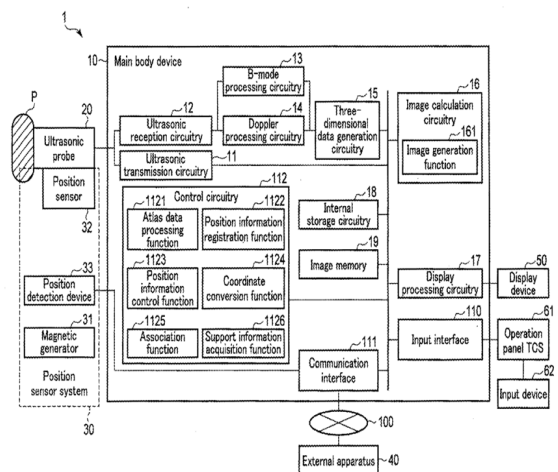 1
10
Main body device
13
B-mode
processing circuitry
P
20
12
14
15
16
Ultrasonic
probe
Ultrasonic
reception circuitry
Doppler
processing circuitry
Three-
dimensional
data generation
circuitry
Image calculation
circuitry
161
Image generation
function
Ultrasonic
transmission circuitry
11
Position
sensor
32
112
Control circuitry
1121
Atlas data
processing
function
1122
Position information
registration function
18
Internal
storage circuitry
19
Image memory
33
Position
detection device
1123
Position
information
control function
1124
Coordinate
conversion function
17
Display
processing circuitry
50
Display
device
31
Magnetic
generator
1125
Association
function
1126
Support information
acquisition function
111
Communication
interface
110
Input interface
61
Operation
panel TCS
62
Input device
Position
sensor system
30
100
External apparatus
40